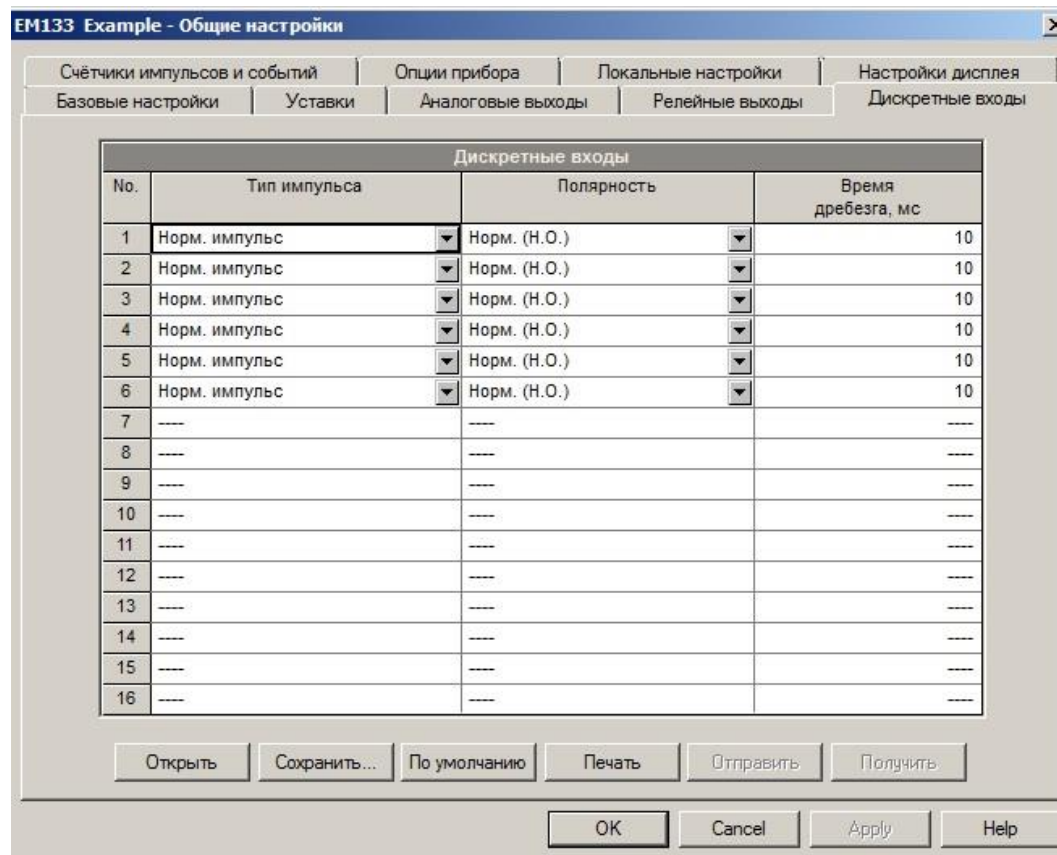 EM133 Example - Общие настройки
Счётчики импульсов и событий Опции прибора Локальные настройки Настройки дисплея
Базовые настройки Уставки Аналоговые выходы Релейные выходы Дискретные входы
Дискретные входы
No. Тип импульса Полярность Время дребезга, мс
1 Норм. импульс Норм. (Н.О.) 10
2 Норм. импульс Норм. (Н.О.) 10
3 Норм. импульс Норм. (Н.О.) 10
4 Норм. импульс Норм. (Н.О.) 10
5 Норм. импульс Норм. (Н.О.) 10
6 Норм. импульс Норм. (Н.О.) 10
7 ---- ---- ----
8 ---- ---- ----
9 ---- ---- ----
10 ---- ---- ----
11 ---- ---- ----
12 ---- ---- ----
13 ---- ---- ----
14 ---- ---- ----
15 ---- ---- ----
16 ---- ---- ----
Открыть Сохранить... По умолчанию Печать Отправить Получить
OK Cancel Apply Help